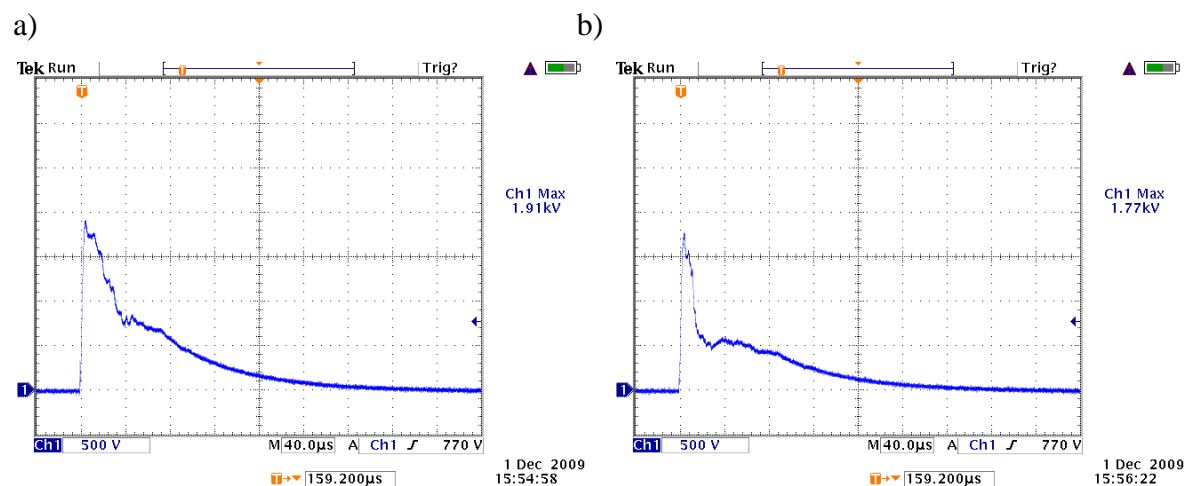 a)
Tek Run
Trig?
T
T
Ch1 Max
1.91kV
1
Ch1 500 V
M 40.0µs A Ch1 ƒ 770 V
T→▼ 159.200µs
1 Dec 2009
15:54:58
b)
Tek Run
Trig?
T
T
Ch1 Max
1.77kV
1
Ch1 500 V
M 40.0µs A Ch1 ƒ 770 V
T→▼ 159.200µs
1 Dec 2009
15:56:22